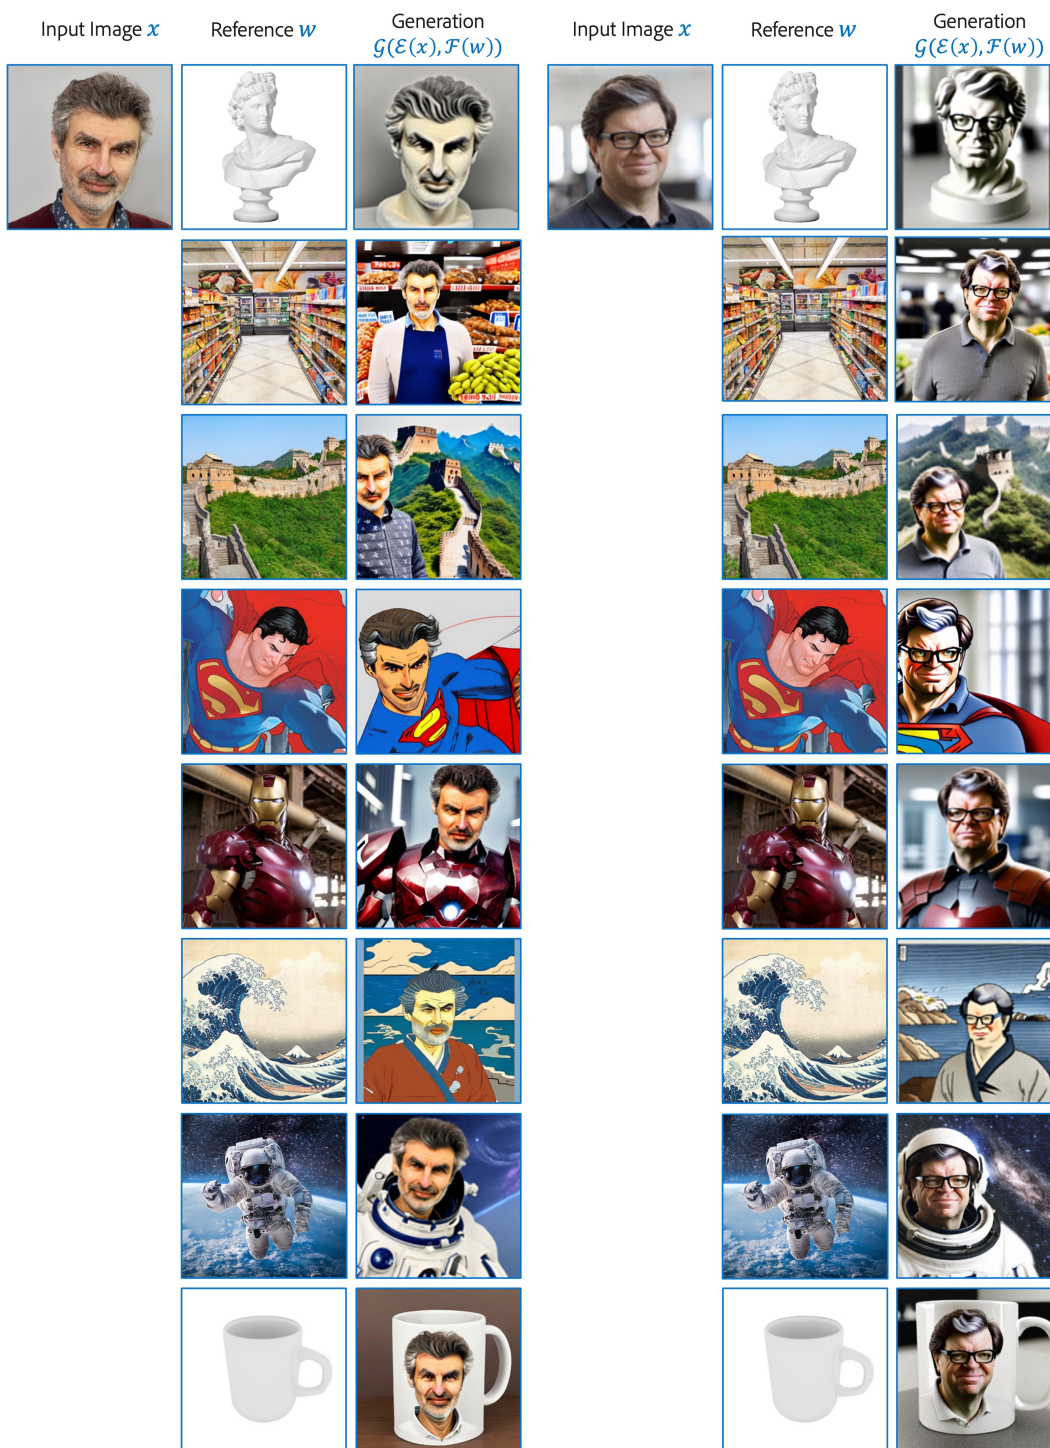 Input Image x
Reference w
Generation
𝒢(ℰ(x), ℱ(w))
Input Image x
Reference w
Generation
𝒢(ℰ(x), ℱ(w))